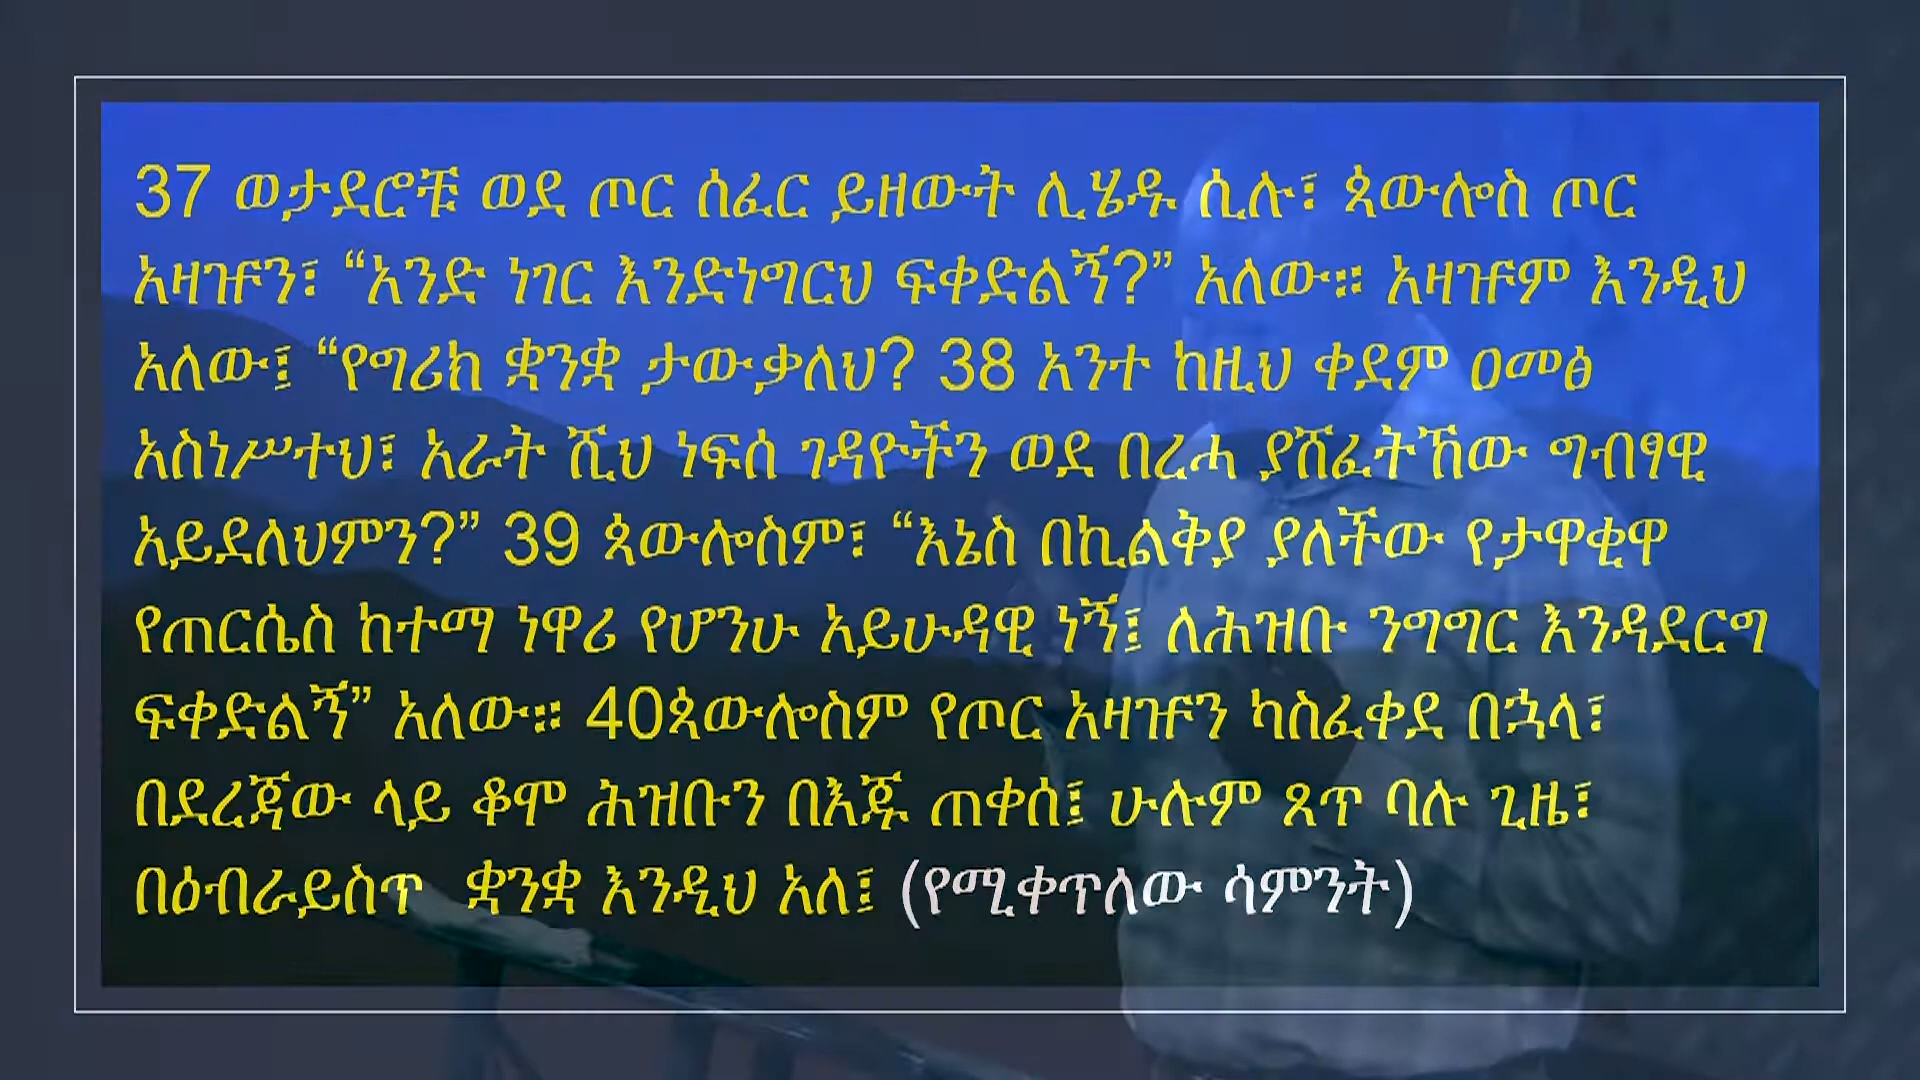 37 ወታደሮቹ ወደ ጦር ሰፈር ይዘውት ሊሄዱ ሲሉ፣ ጳውሎስ ጦር
አዛዡን፣ “አንድ ነገር እንድነግርህ ፍቀድልኝ?” አለው። አዛዡም እንዲህ
አለው፤ “የግሪክ ቋንቋ ታውቃለህ? 38 አንተ ከዚህ ቀደም ዐመፅ
አስነሥተህ፣ አራት ሺህ ነፍሰ ገዳዮችን ወደ በረሓ ያሸፈትኸው ግብፃዊ
አይደለህምን?” 39 ጳውሎስም፣ “እኔስ በኪልቅያ ያለችው የታዋቂዋ
የጠርሴስ ከተማ ነዋሪ የሆንሁ አይሁዳዊ ነኝ፤ ለሕዝቡ ንግግር እንዳደርግ
ፍቀድልኝ” አለው። 40ጳውሎስም የጦር አዛዡን ካስፈቀደ በኋላ፣
በደረጃው ላይ ቆሞ ሕዝቡን በእጁ ጠቀሰ፤ ሁሉም ጸጥ ባሉ ጊዜ፣
በዕብራይስጥ ቋንቋ እንዲህ አለ፤ (የሚቀጥለው ሳምንት)